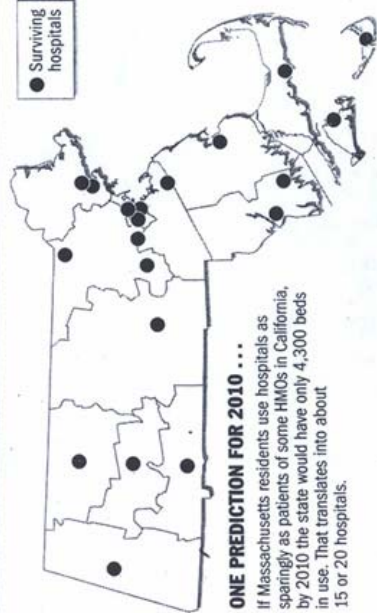 Surviving
hospitals
ONE PREDICTION FOR 2010 ...
If Massachusetts residents use hospitals as
sparingly as patients of some HMOs in California,
by 2010 the state would have only 4,300 beds
in use. That translates into about
15 or 20 hospitals.